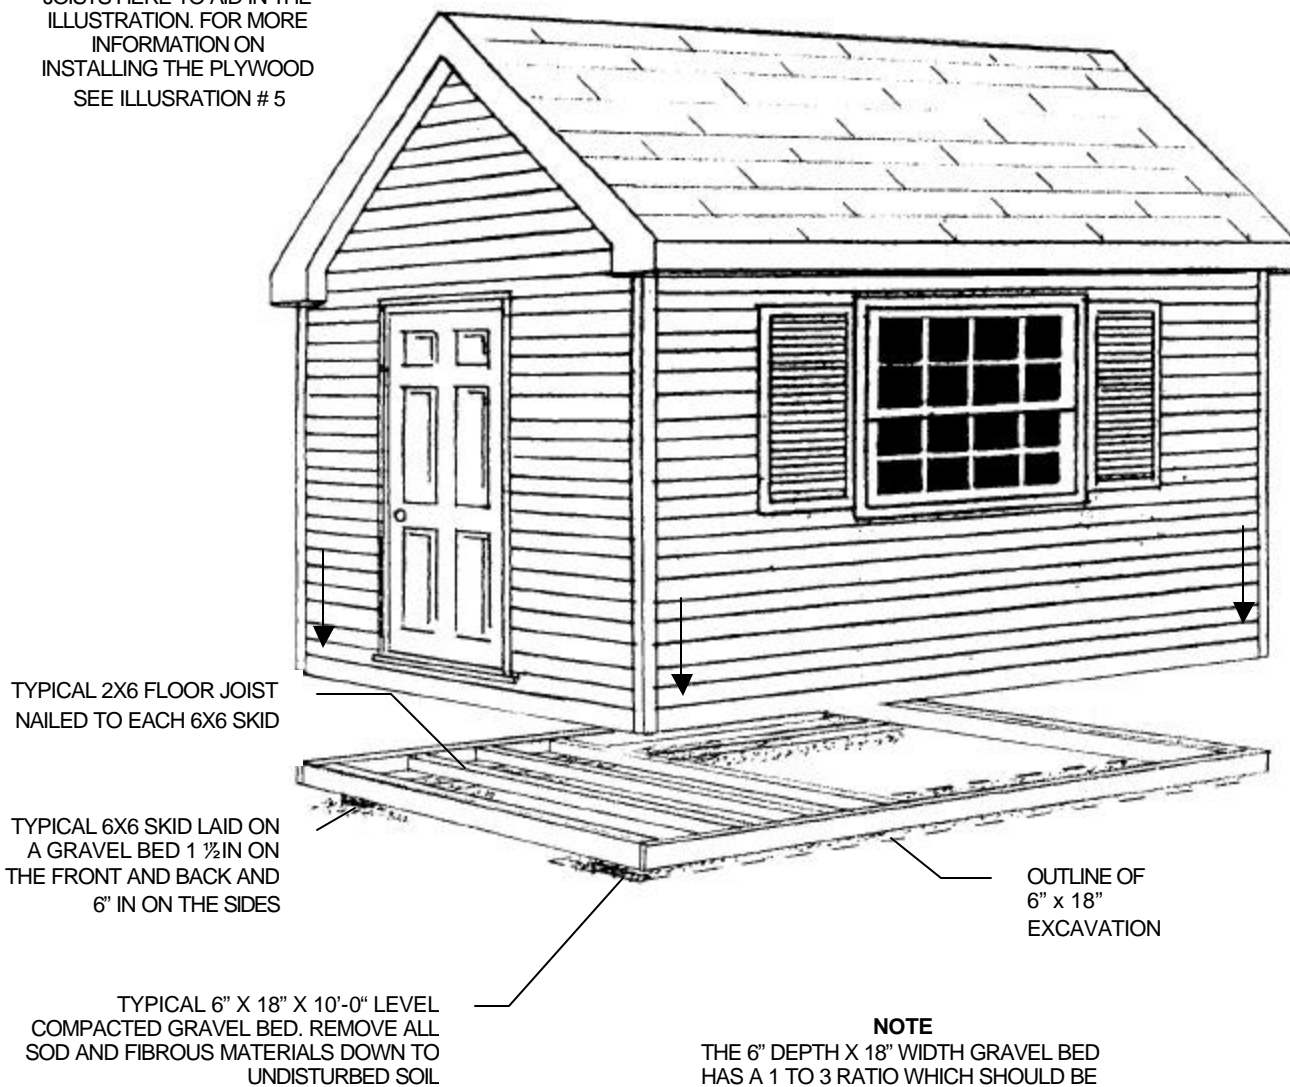 JOISTS HERE TO AID IN THE
ILLUSTRATION. FOR MORE
INFORMATION ON
INSTALLING THE PLYWOOD
SEE ILLUSRATION # 5
TYPICAL 2X6 FLOOR JOIST
NAILED TO EACH 6X6 SKID
TYPICAL 6X6 SKID LAID ON
A GRAVEL BED 1 ½ IN ON
THE FRONT AND BACK AND
6” IN ON THE SIDES
OUTLINE OF
6” x 18”
EXCAVATION
TYPICAL 6” X 18” X 10’-0“ LEVEL
COMPACTED GRAVEL BED. REMOVE ALL
SOD AND FIBROUS MATERIALS DOWN TO
UNDISTURBED SOIL
NOTE
THE 6” DEPTH X 18” WIDTH GRAVEL BED
HAS A 1 TO 3 RATIO WHICH SHOULD BE